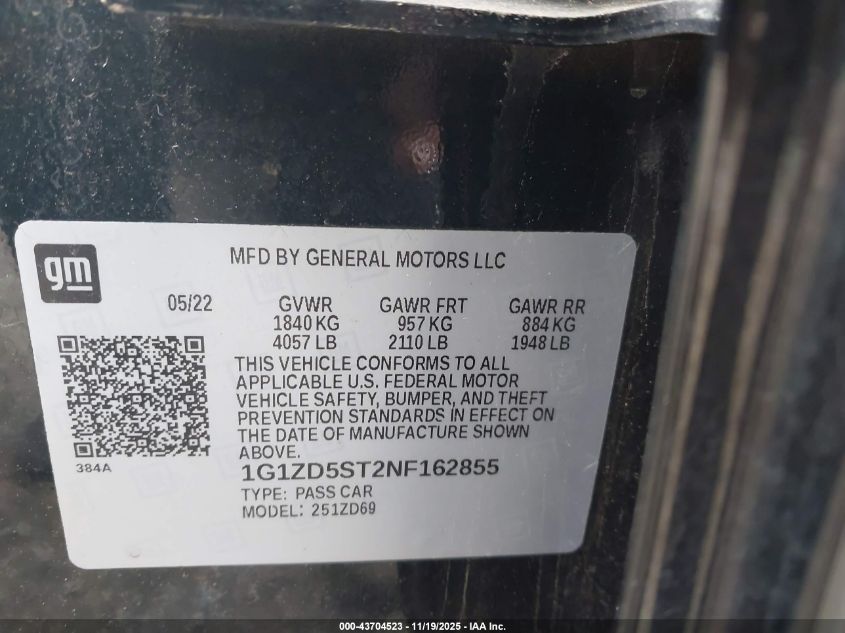 gm
MFD BY GENERAL MOTORS LLC
05/22 GVWR GAWR FRT GAWR RR
1840 KG 957 KG 884 KG
4057 LB 2110 LB 1948 LB
THIS VEHICLE CONFORMS TO ALL
APPLICABLE U.S. FEDERAL MOTOR
VEHICLE SAFETY, BUMPER, AND THEFT
PREVENTION STANDARDS IN EFFECT ON
THE DATE OF MANUFACTURE SHOWN
ABOVE.
384A
1G1ZD5ST2NF162855
TYPE: PASS CAR
MODEL: 251ZD69
000-43704523 - 11/19/2025 - IAA Inc.